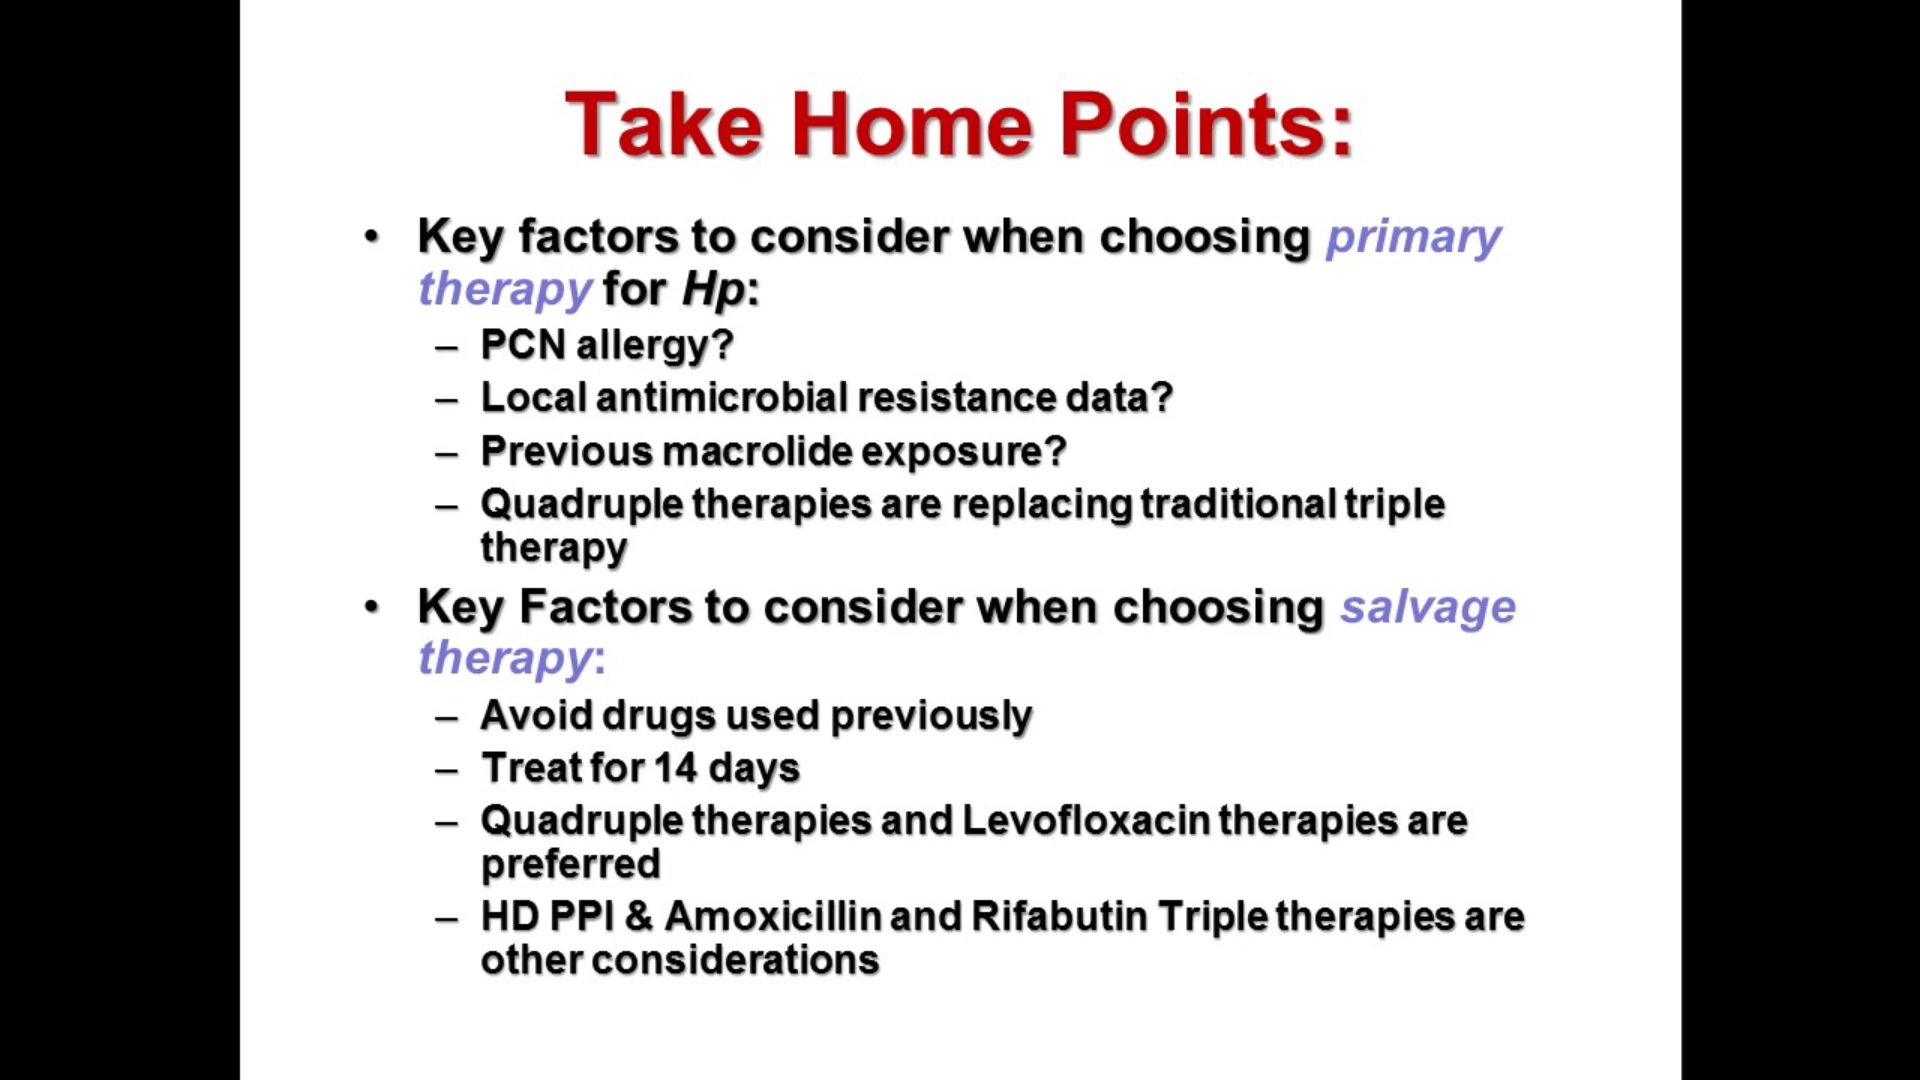 Take Home Points:
• Key factors to consider when choosing primary
therapy for Hp:
– PCN allergy?
– Local antimicrobial resistance data?
– Previous macrolide exposure?
– Quadruple therapies are replacing traditional triple
therapy
• Key Factors to consider when choosing salvage
therapy:
– Avoid drugs used previously
– Treat for 14 days
– Quadruple therapies and Levofloxacin therapies are
preferred
– HD PPI & Amoxicillin and Rifabutin Triple therapies are
other considerations